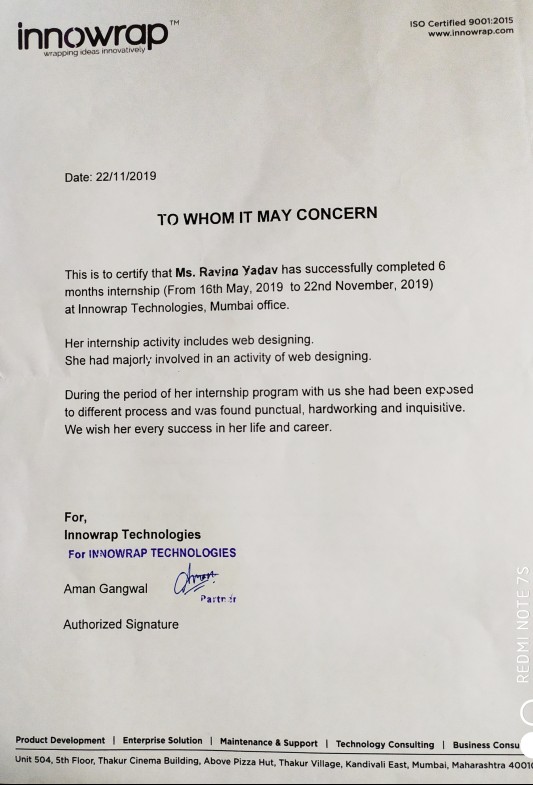 innowrap™
wrapping ideas innovatively
ISO Certified 9001:2015
www.innowrap.com
Date: 22/11/2019
TO WHOM IT MAY CONCERN
This is to certify that Ms. Ravina Yadav has successfully completed 6
months internship (From 16th May, 2019 to 22nd November, 2019)
at Innowrap Technologies, Mumbai office.
Her internship activity includes web designing.
She had majorly involved in an activity of web designing.
During the period of her internship program with us she had been exposed
to different process and was found punctual, hardworking and inquisitive.
We wish her every success in her life and career.
For,
Innowrap Technologies
For INNOWRAP TECHNOLOGIES
Aman Gangwal
Partner
Authorized Signature
Product Development | Enterprise Solution | Maintenance & Support | Technology Consulting | Business Consu
Unit 504, 5th Floor, Thakur Cinema Building, Above Pizza Hut, Thakur Village, Kandivali East, Mumbai, Maharashtra 40010
REDMI NOTE 7S